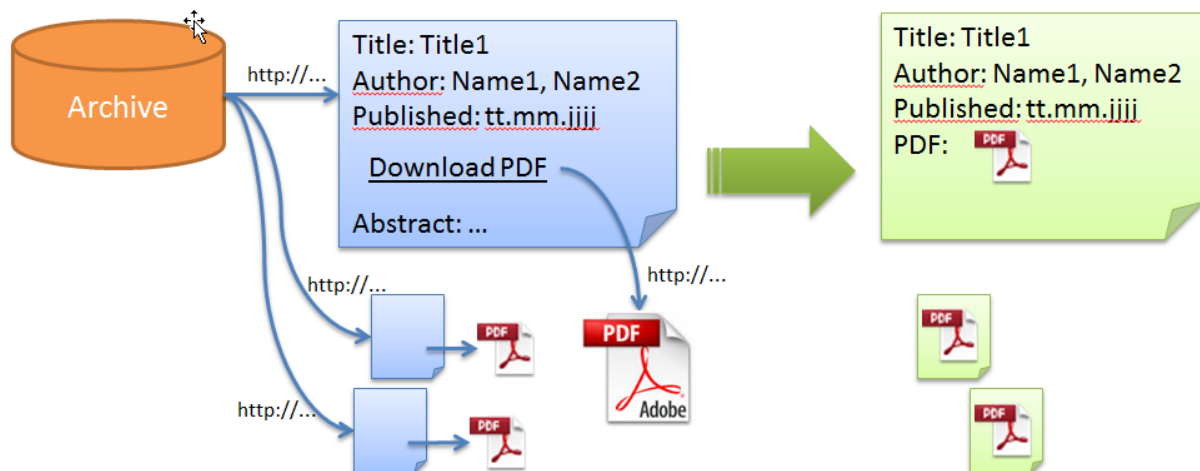 Archive
http://...
Title: Title1
Author: Name1, Name2
Published: tt.mm.jjjj
Download PDF
Abstract: ...
http://...
PDF
Adobe
http://...
PDF
http://...
PDF
Title: Title1
Author: Name1, Name2
Published: tt.mm.jjjj
PDF:
PDF
PDF
PDF